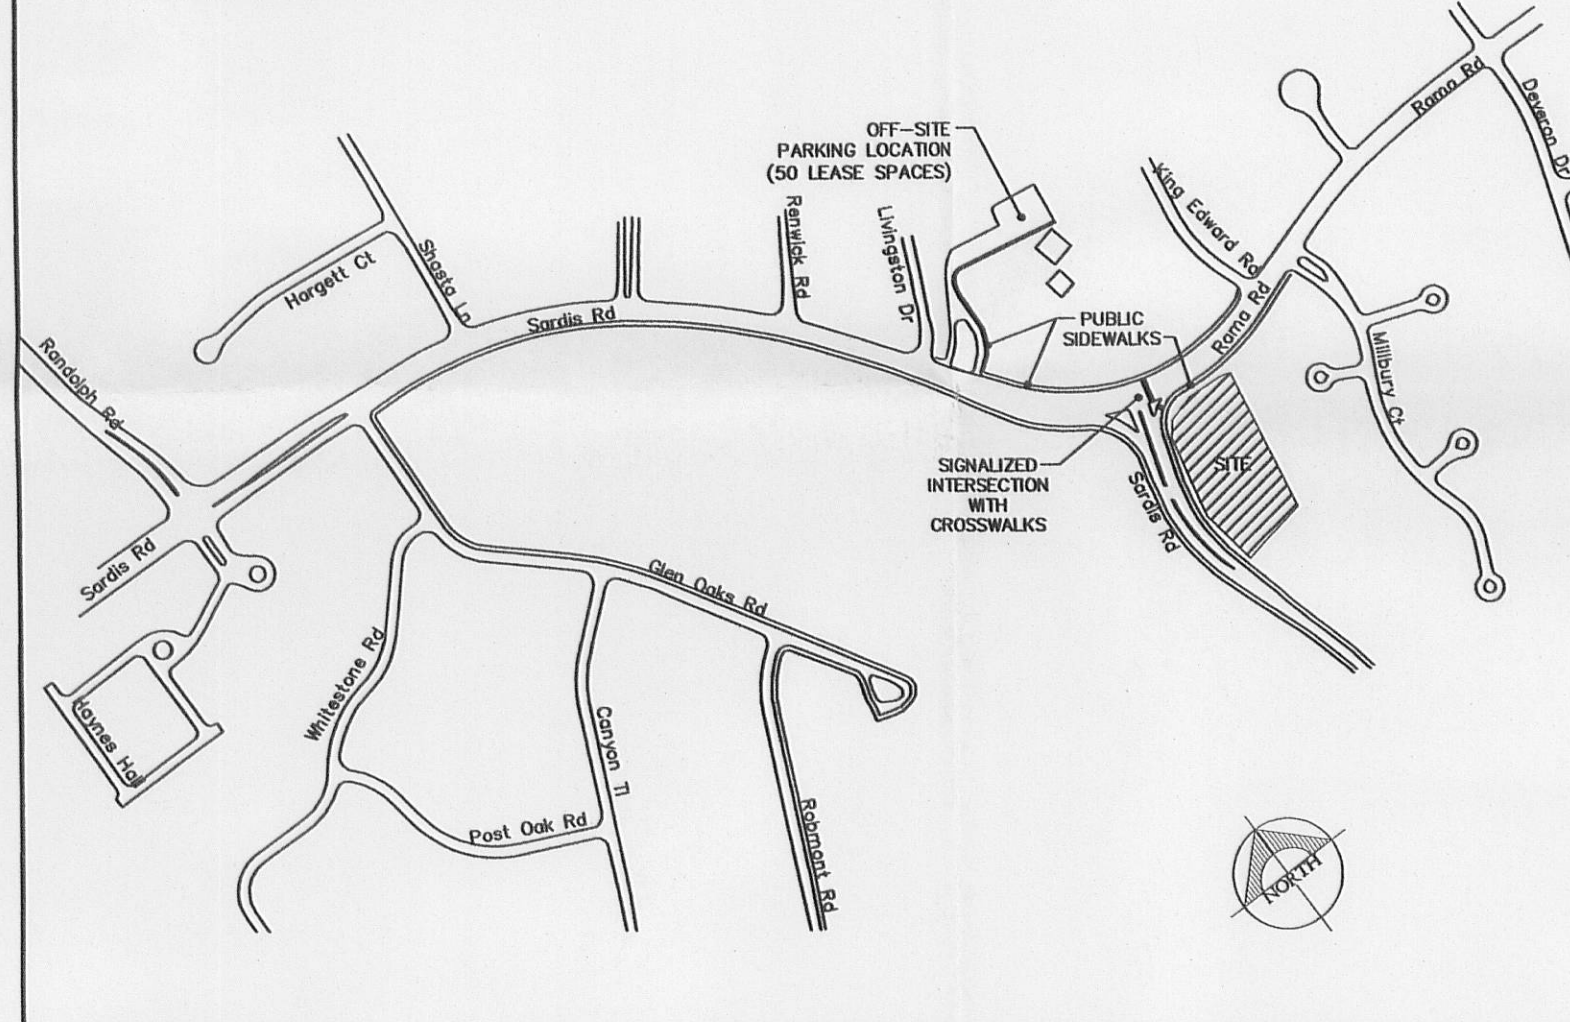 Rama Rd
Deveron Dr
OFF-SITE
PARKING LOCATION
(50 LEASE SPACES)
King Edward Rd
Renwick Rd
Livingston Dr
Shasta Ln
Hargett Ct
Sardis Rd
PUBLIC
SIDEWALKS
Rama Rd
Millbury Ct
Randolph Rd
SITE
SIGNALIZED
INTERSECTION
WITH
CROSSWALKS
Sardis Rd
Sardis Rd
Glen Oaks Rd
Whitestone Rd
Haynes Hall
Canyon Tl
Post Oak Rd
Robmont Rd
NORTH